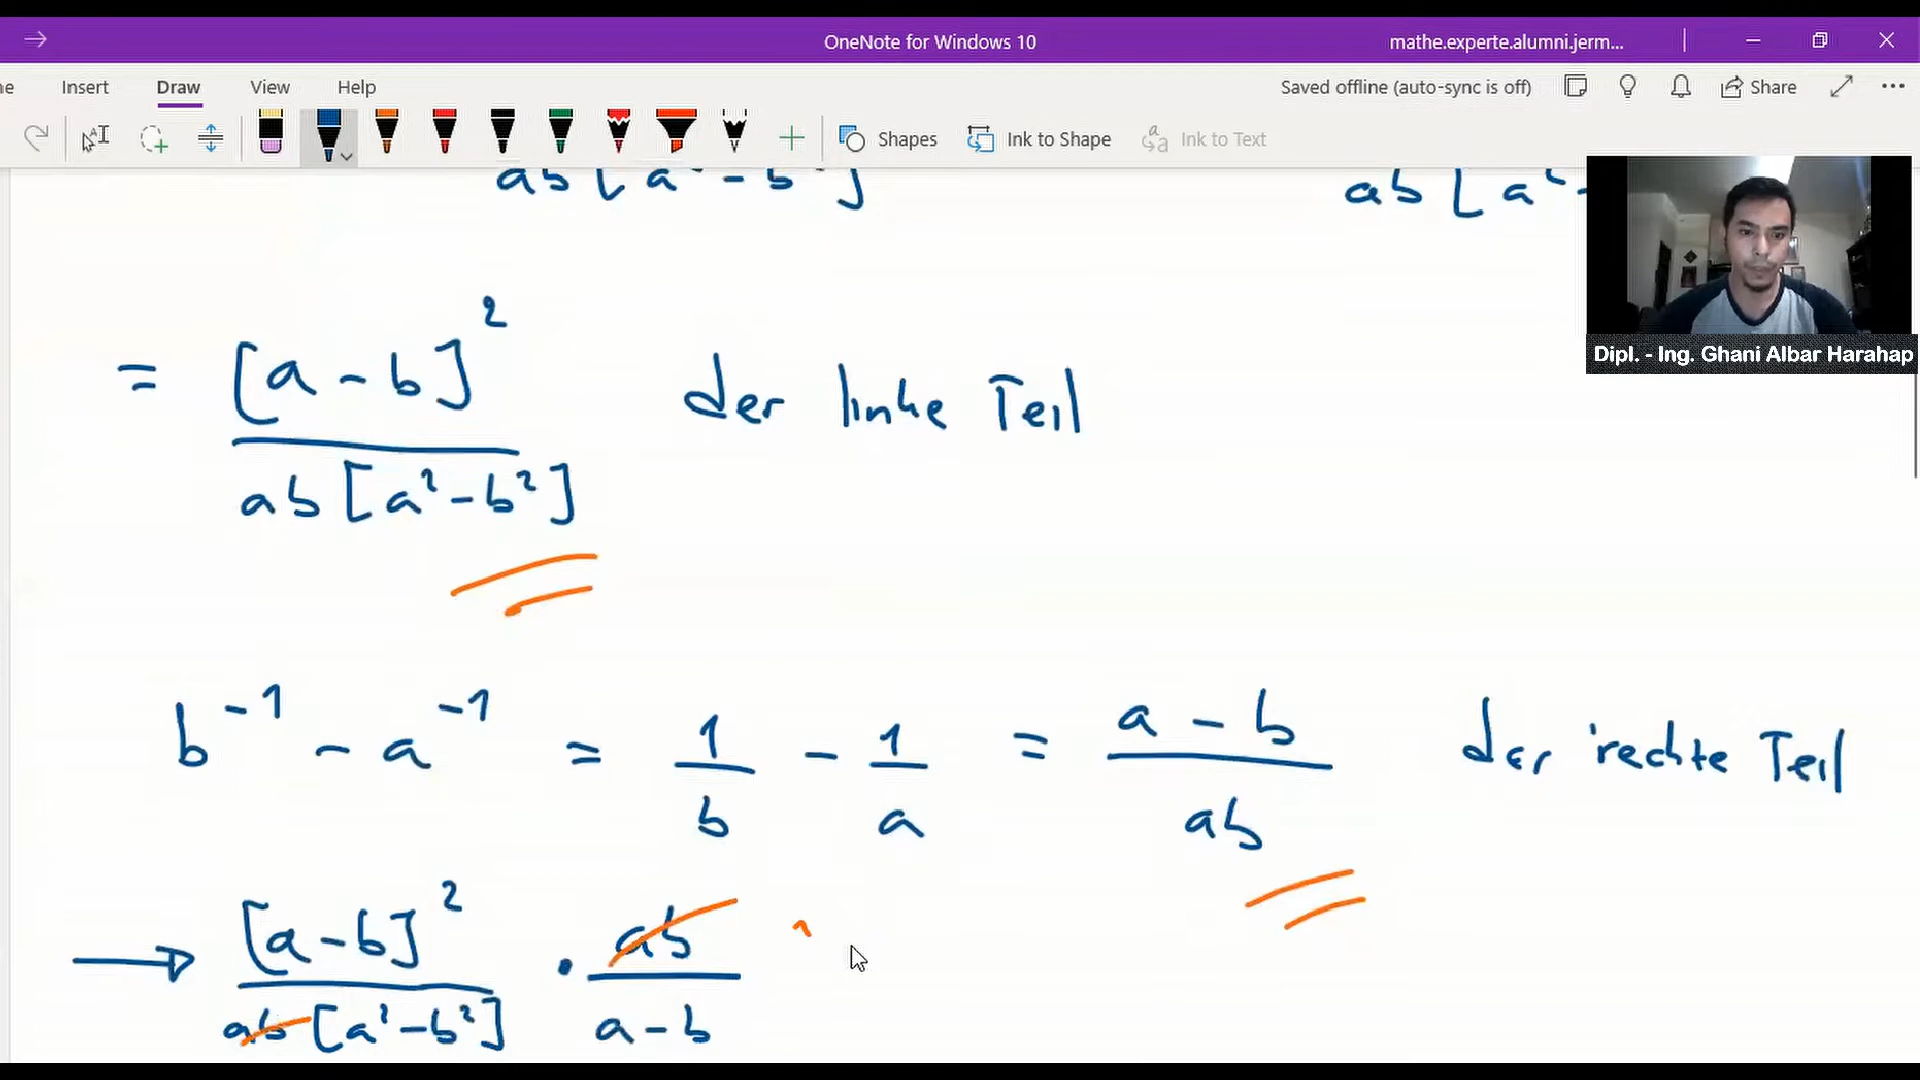 OneNote for Windows 10 mathe.experte.alumni.jerm...
Insert Draw View Help Saved offline (auto-sync is off) Share
Shapes Ink to Shape Ink to Text
Dipl. - Ing. Ghani Albar Harahap
= [a - b]² / ab[a² - b²] der linke Teil
b⁻¹ - a⁻¹ = 1/b - 1/a = a - b / ab der rechte Teil
→ [a - b]² / ab[a² - b²] · ab / a - b